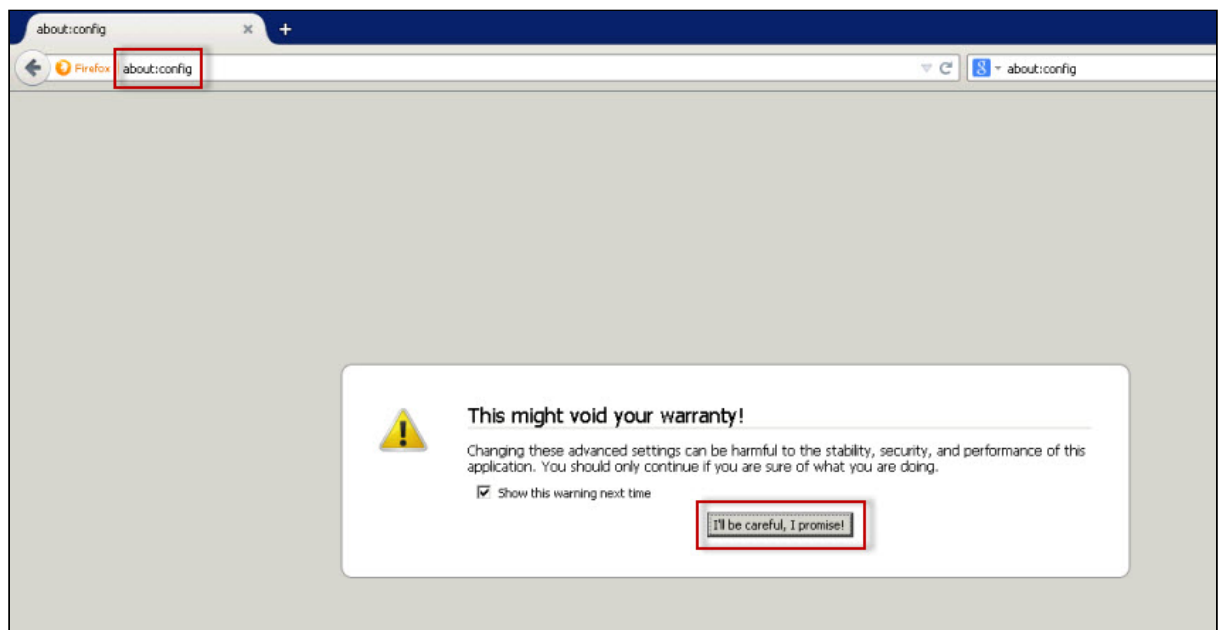 about:config
Firefox about:config
about:config
This might void your warranty!
Changing these advanced settings can be harmful to the stability, security, and performance of this
application. You should only continue if you are sure of what you are doing.
Show this warning next time
I'll be careful, I promise!